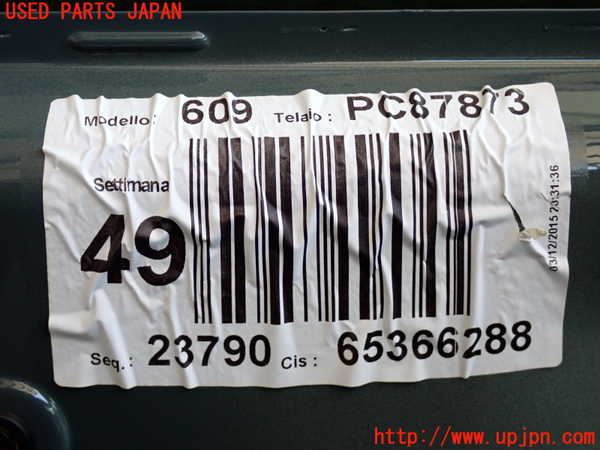 USED PARTS JAPAN
Modello: 609 Telaio: PC87873
Settimana
49
03/12/2015 20:31:36
Seq.: 23790 Cis: 65366288
http://www.upjpn.com/